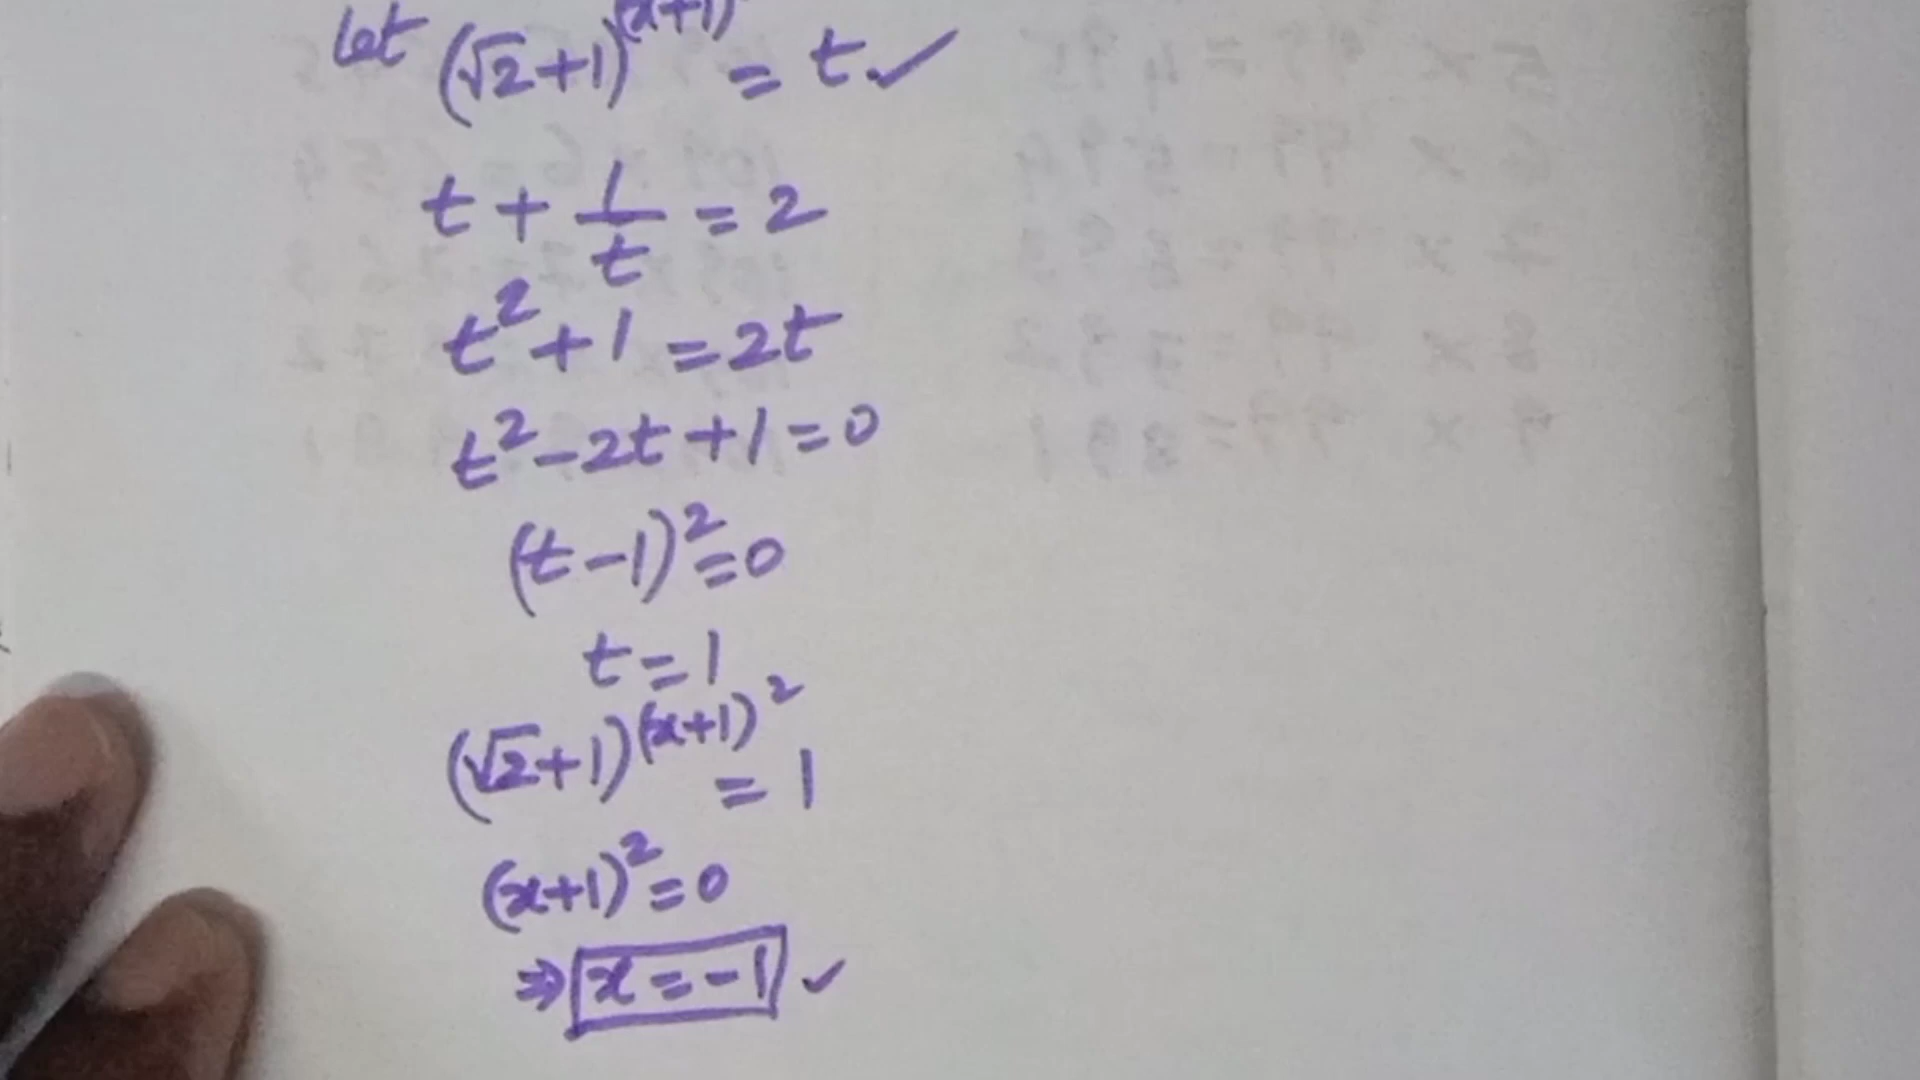 let (√2+1)^(x+1) = t ✓
t + 1/t = 2
t² + 1 = 2t
t² - 2t + 1 = 0
(t - 1)² = 0
t = 1
(√2+1)^(x+1)² = 1
(x+1)² = 0
⇒ x = -1 ✓